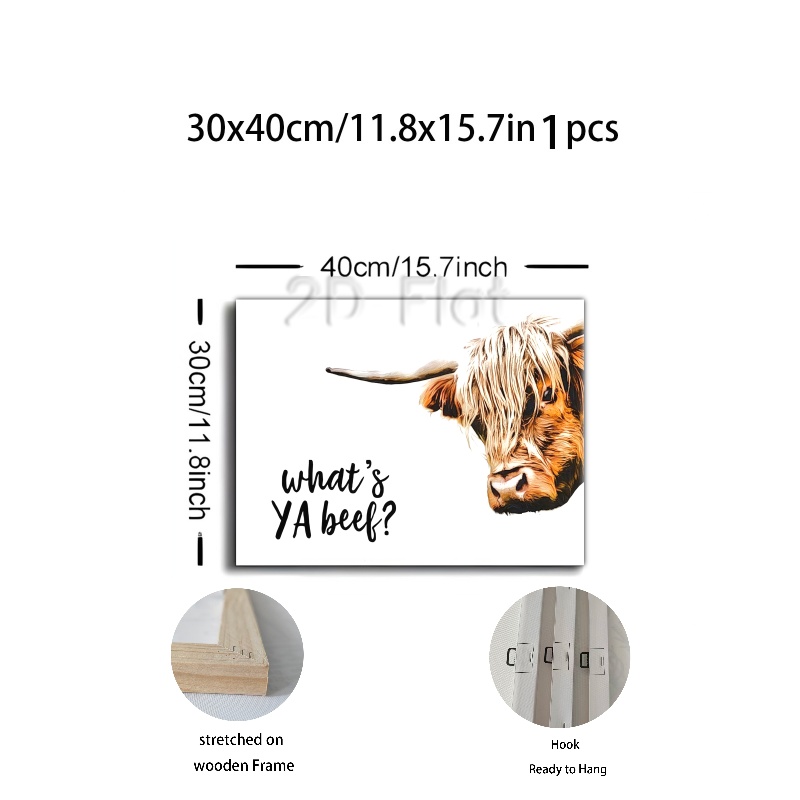 30x40cm/11.8x15.7in 1 pcs
40cm/15.7inch
2D Flat
30cm/11.8inch
what's
YA beef?
stretched on
wooden Frame
Hook
Ready to Hang